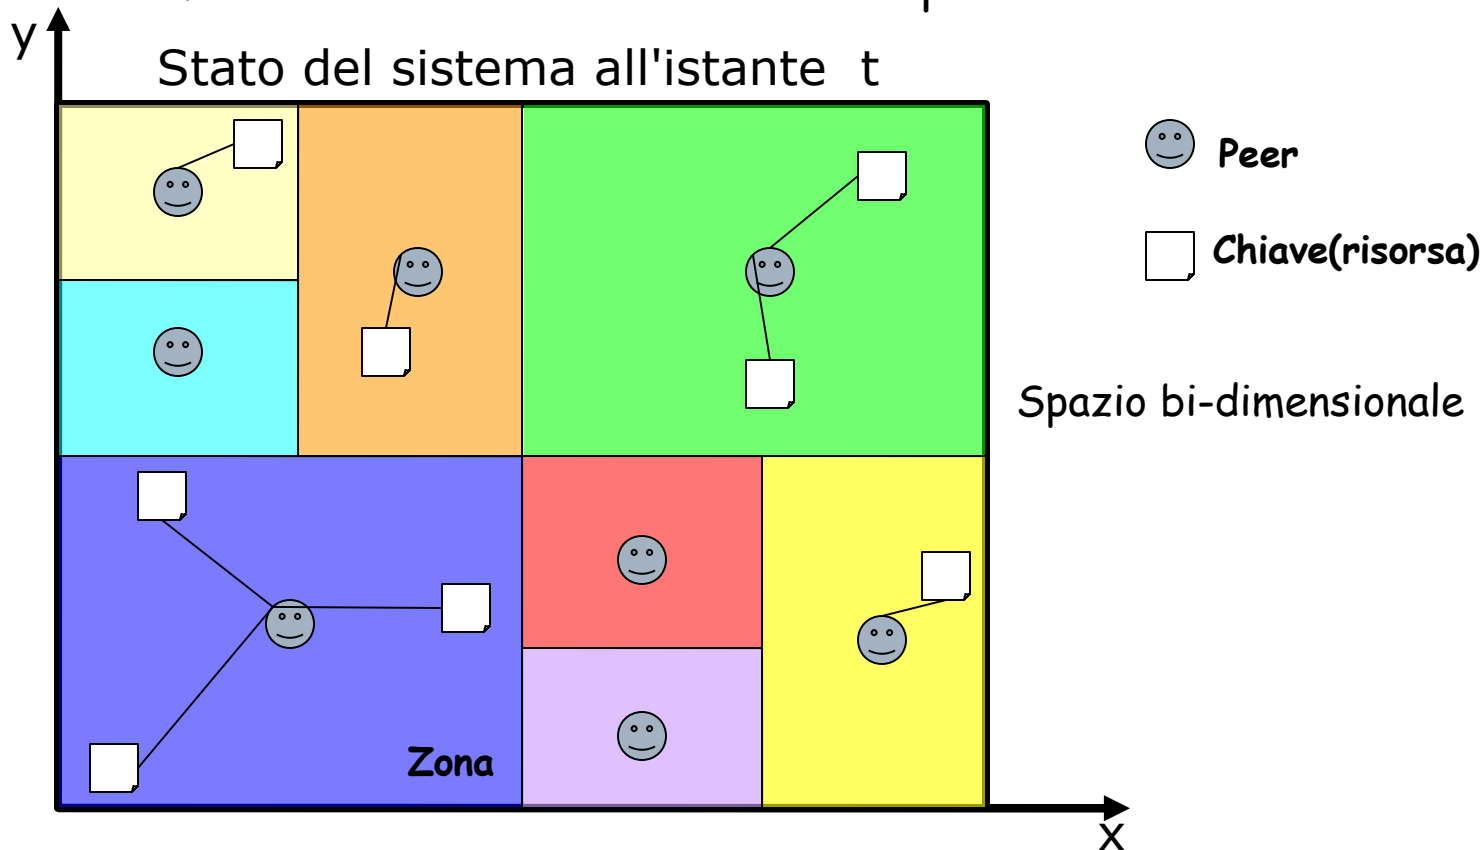 y
Stato del sistema all'istante t
Peer
Chiave(risorsa)
Spazio bi-dimensionale
Zona
x